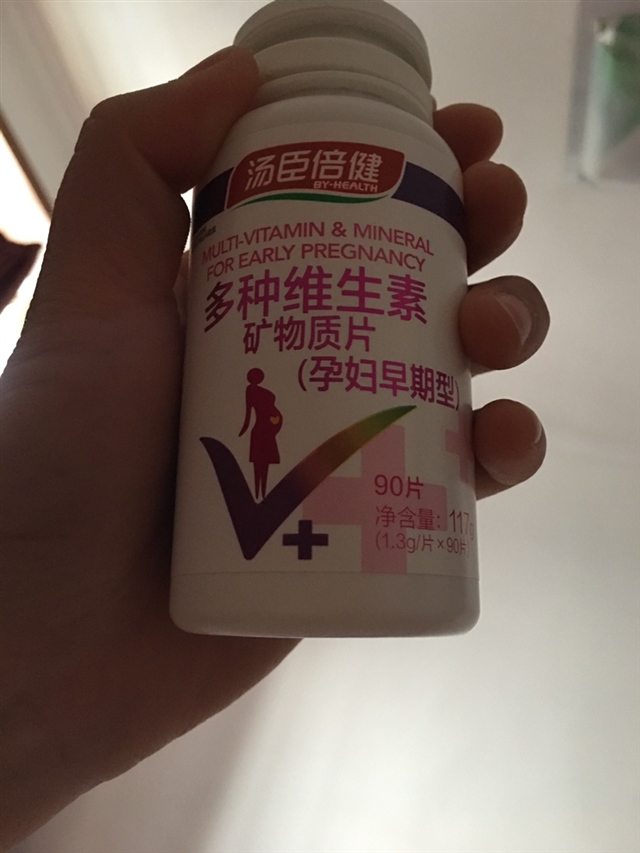 汤臣倍健
BY-HEALTH
MULTI-VITAMIN & MINERAL
FOR EARLY PREGNANCY
多种维生素
矿物质片
(孕妇早期型)
V+
90片
净含量: 117g
(1.3g/片×90片